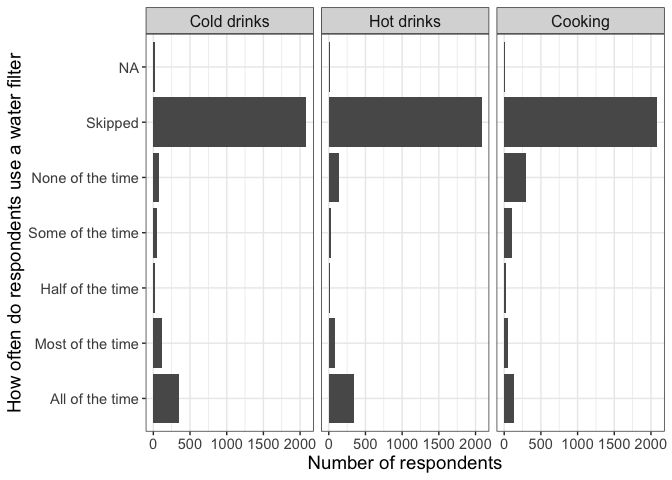 Cold drinks
Hot drinks
Cooking
How often do respondents use a water filter
NA
Skipped
None of the time
Some of the time
Half of the time
Most of the time
All of the time
0 500 1000 1500 2000
0 500 1000 1500 2000
0 500 1000 1500 2000
Number of respondents